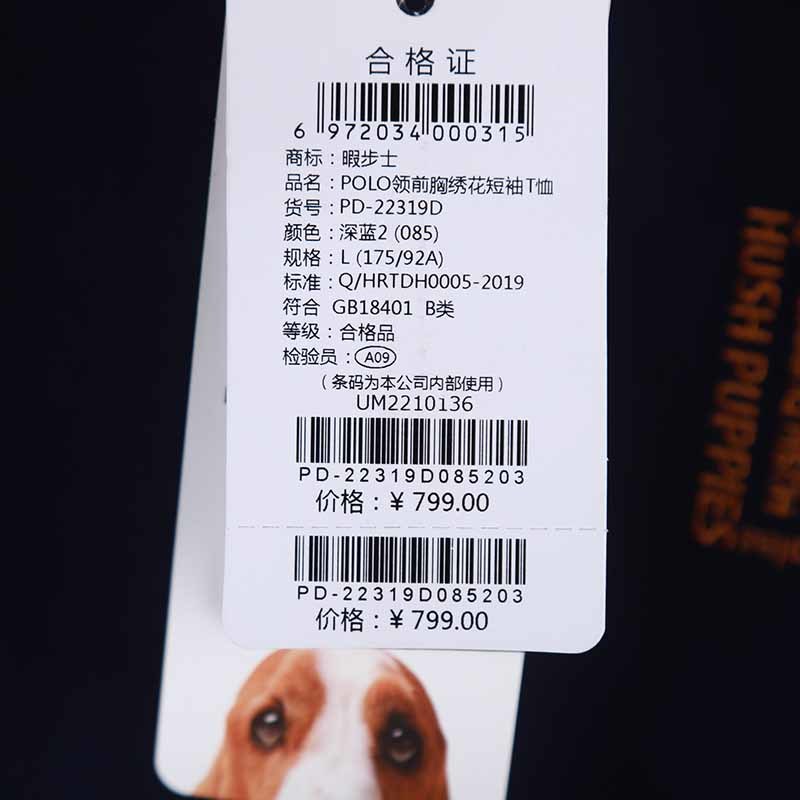 合格证
6 972034 000315
商标：暇步士
品名：POLO领前胸绣花短袖T恤
货号：PD-22319D
颜色：深蓝2 (085)
规格：L (175/92A)
标准：Q/HRTDH0005-2019
符合 GB18401 B类
等级：合格品
检验员：A09
（条码为本公司内部使用）
UM2210136
PD-22319D085203
价格：¥ 799.00
PD-22319D085203
价格：¥ 799.00
HUSH PUPPIES